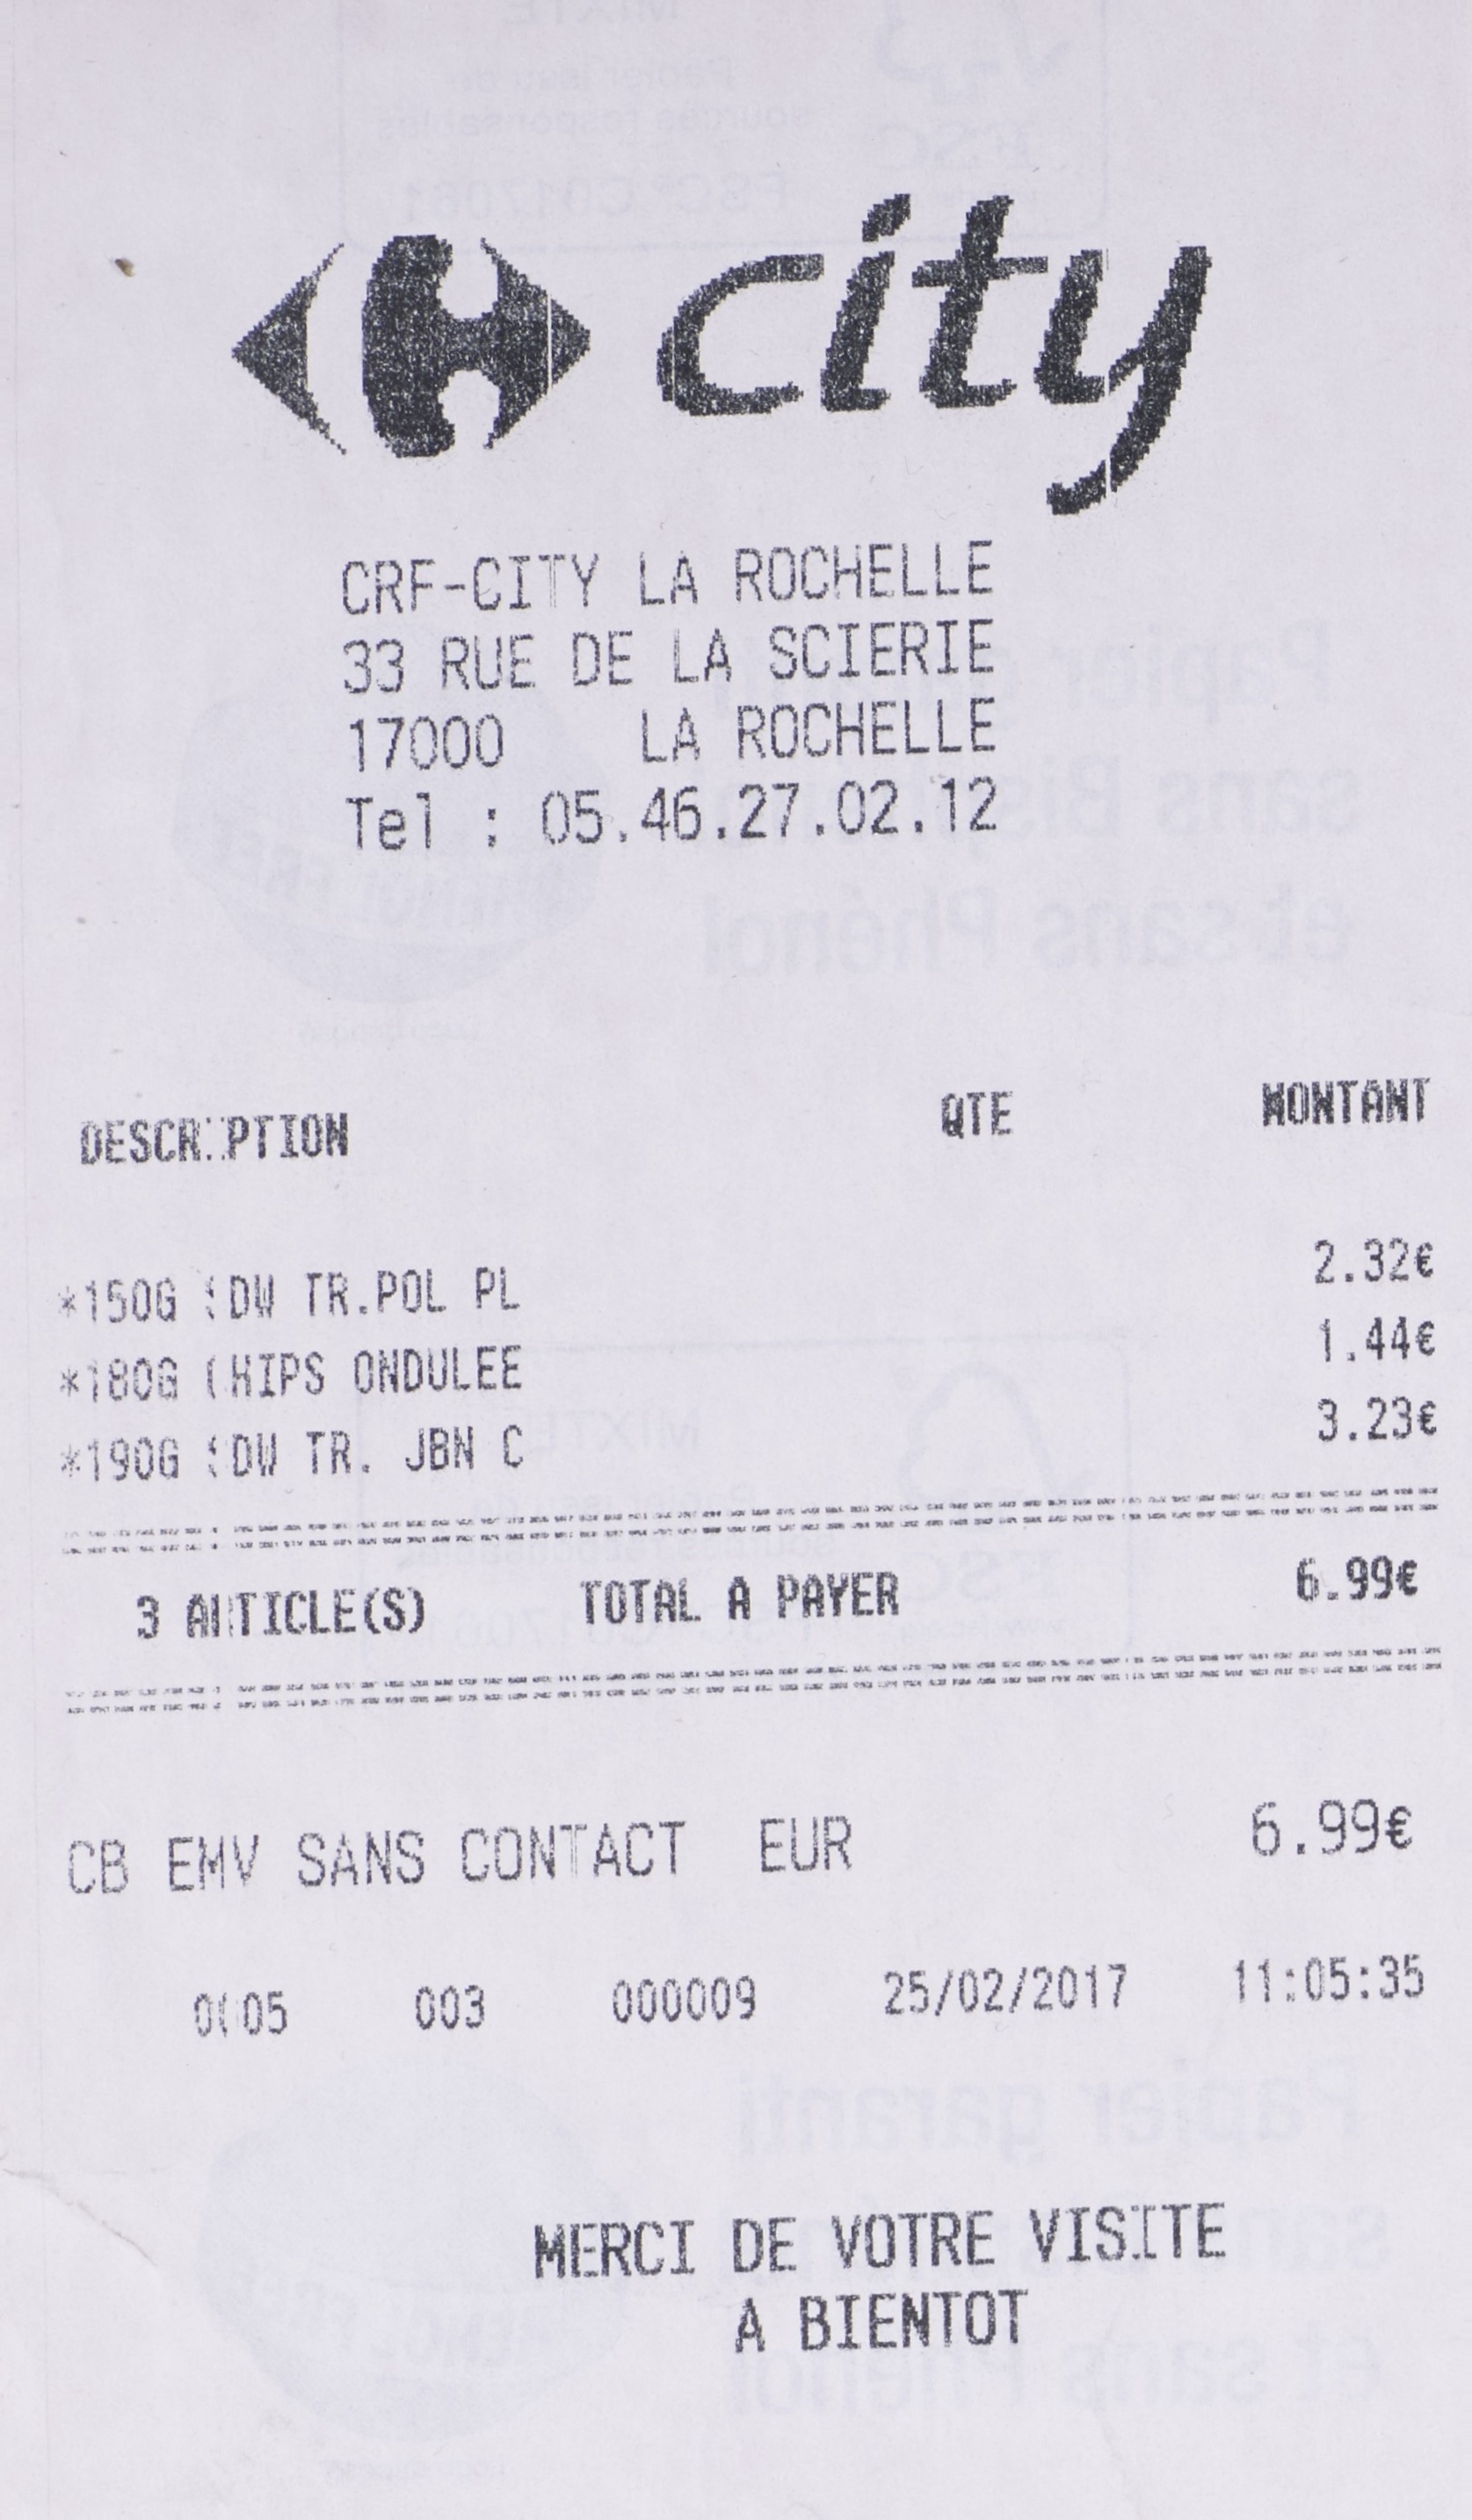 city
CRF-CITY LA ROCHELLE
33 RUE DE LA SCIERIE
17000 LA ROCHELLE
Tel : 05.46.27.02.12
DESCRIPTION QTE MONTANT
*150G SDW TR.POL PL 2.32€
*180G CHIPS ONDULEE 1.44€
*190G SDW TR. JBN C 3.23€
3 ARTICLE(S) TOTAL A PAYER 6.99€
CB EMV SANS CONTACT EUR 6.99€
0005 003 000009 25/02/2017 11:05:35
MERCI DE VOTRE VISITE
A BIENTOT